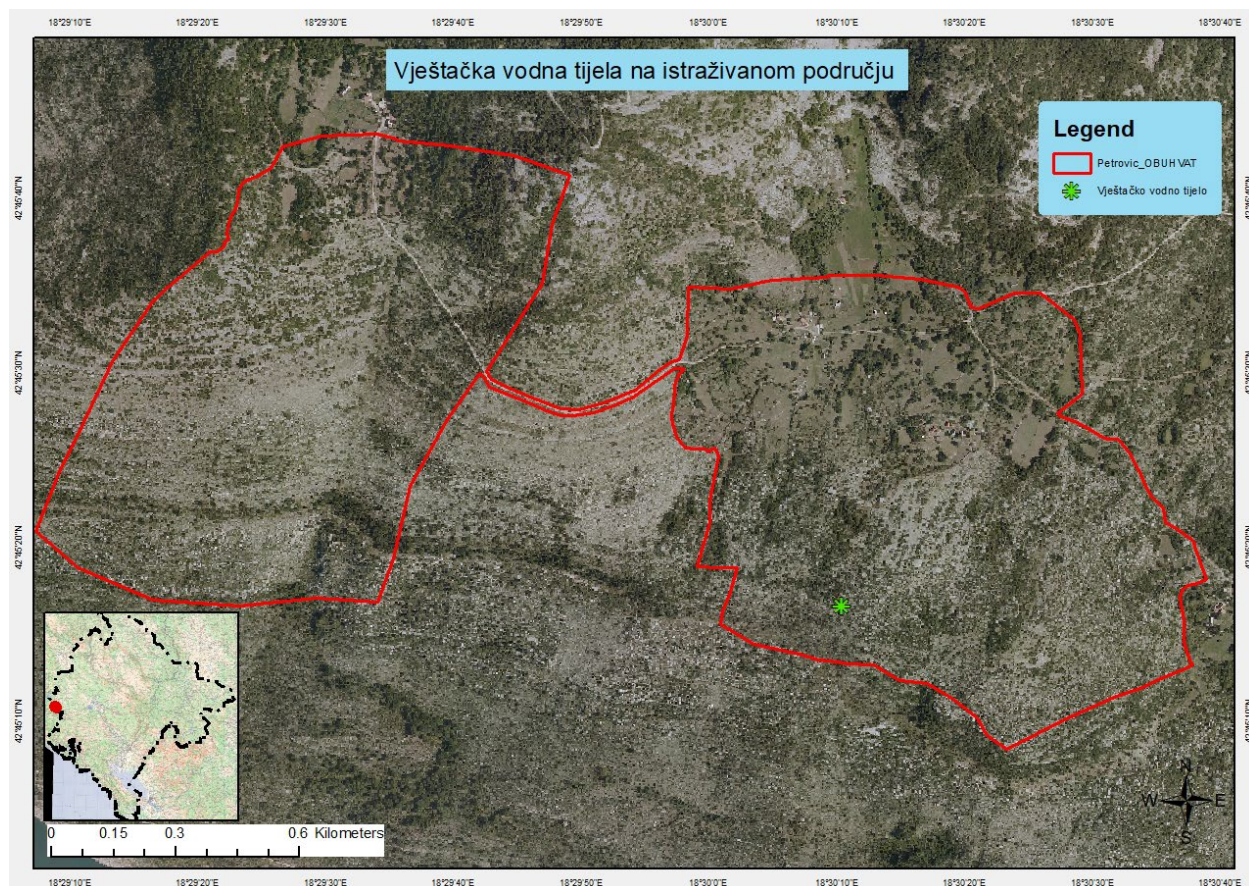 18°29'10"E 18°29'20"E 18°29'30"E 18°29'40"E 18°29'50"E 18°30'0"E 18°30'10"E 18°30'20"E 18°30'30"E 18°30'40"E
Vještačka vodna tijela na istraživanom području
Legend
Petrovic_OBUHVAT
Vještačko vodno tijelo
42°45'40"N
42°45'30"N
42°45'20"N
42°45'10"N
N
W E
S
0 0.15 0.3 0.6 Kilometers
18°29'10"E 18°29'20"E 18°29'30"E 18°29'40"E 18°29'50"E 18°30'0"E 18°30'10"E 18°30'20"E 18°30'30"E 18°30'40"E